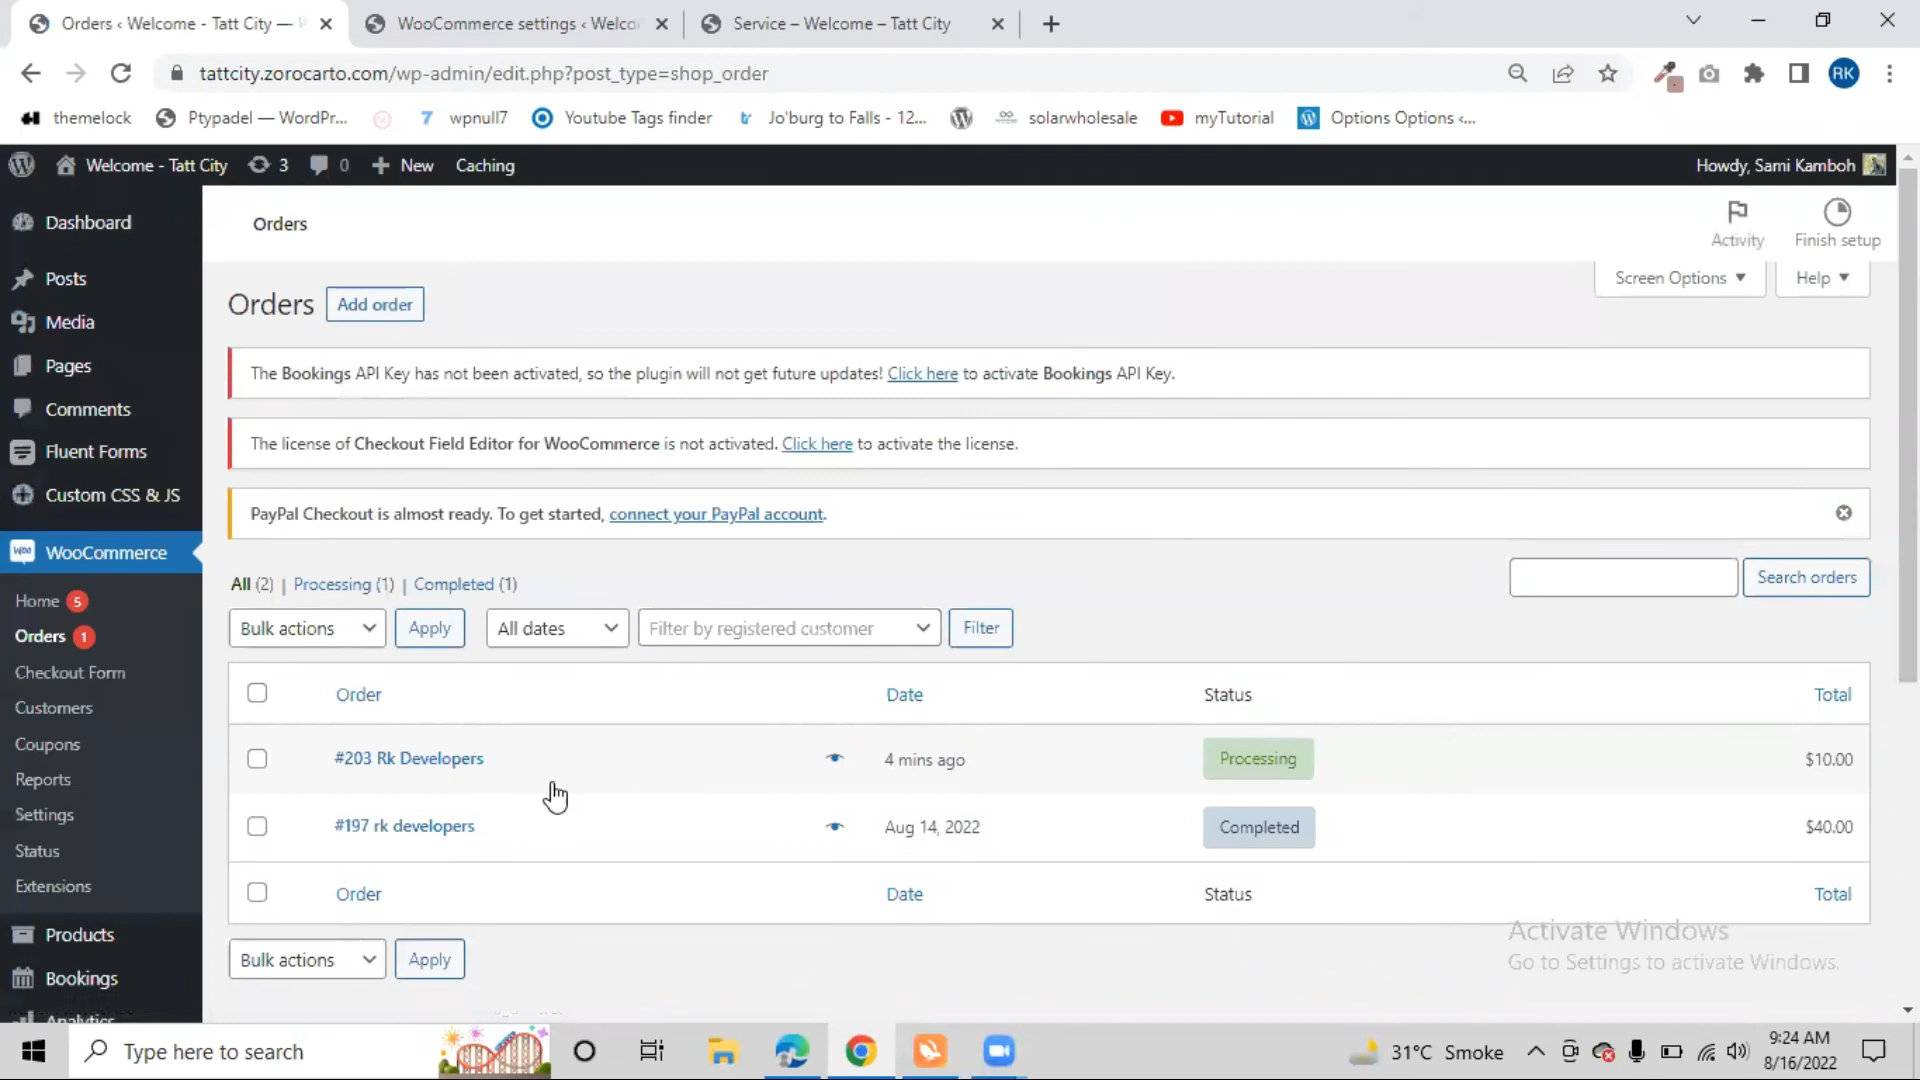 Orders ‹ Welcome - Tatt City —
WooCommerce settings ‹ Welco
Service – Welcome – Tatt City
tattcity.zorocarto.com/wp-admin/edit.php?post_type=shop_order
RK
themelock
Ptypadel — WordPr...
wpnull7
Youtube Tags finder
Jo'burg to Falls - 12...
solarwholesale
myTutorial
Options Options ‹...
Welcome - Tatt City
3
0
New
Caching
Howdy, Sami Kamboh
Dashboard
Posts
Media
Pages
Comments
Fluent Forms
Custom CSS & JS
WooCommerce
Home 5
Orders 1
Checkout Form
Customers
Coupons
Reports
Settings
Status
Extensions
Products
Bookings
Analytics
Orders
Activity
Finish setup
Screen Options
Help
Orders
Add order
The Bookings API Key has not been activated, so the plugin will not get future updates! Click here to activate Bookings API Key.
The license of Checkout Field Editor for WooCommerce is not activated. Click here to activate the license.
PayPal Checkout is almost ready. To get started, connect your PayPal account.
All (2) | Processing (1) | Completed (1)
Search orders
Bulk actions
Apply
All dates
Filter by registered customer
Filter
Order
Date
Status
Total
#203 Rk Developers
4 mins ago
Processing
$10.00
#197 rk developers
Aug 14, 2022
Completed
$40.00
Order
Date
Status
Total
Bulk actions
Apply
Activate Windows
Go to Settings to activate Windows.
Type here to search
31°C Smoke
9:24 AM
8/16/2022